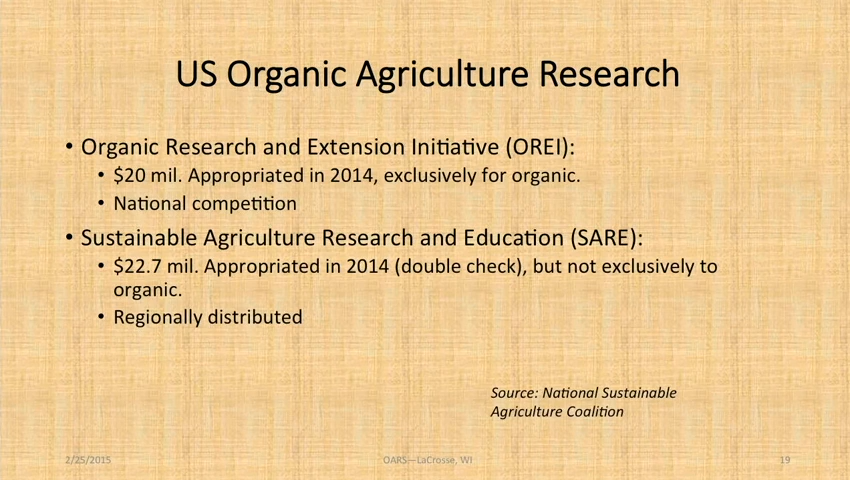 US Organic Agriculture Research
• Organic Research and Extension Initiative (OREI):
• $20 mil. Appropriated in 2014, exclusively for organic.
• National competition
• Sustainable Agriculture Research and Education (SARE):
• $22.7 mil. Appropriated in 2014 (double check), but not exclusively to
organic.
• Regionally distributed
Source: National Sustainable
Agriculture Coalition
2/25/2015
OARS—LaCrosse, WI
19